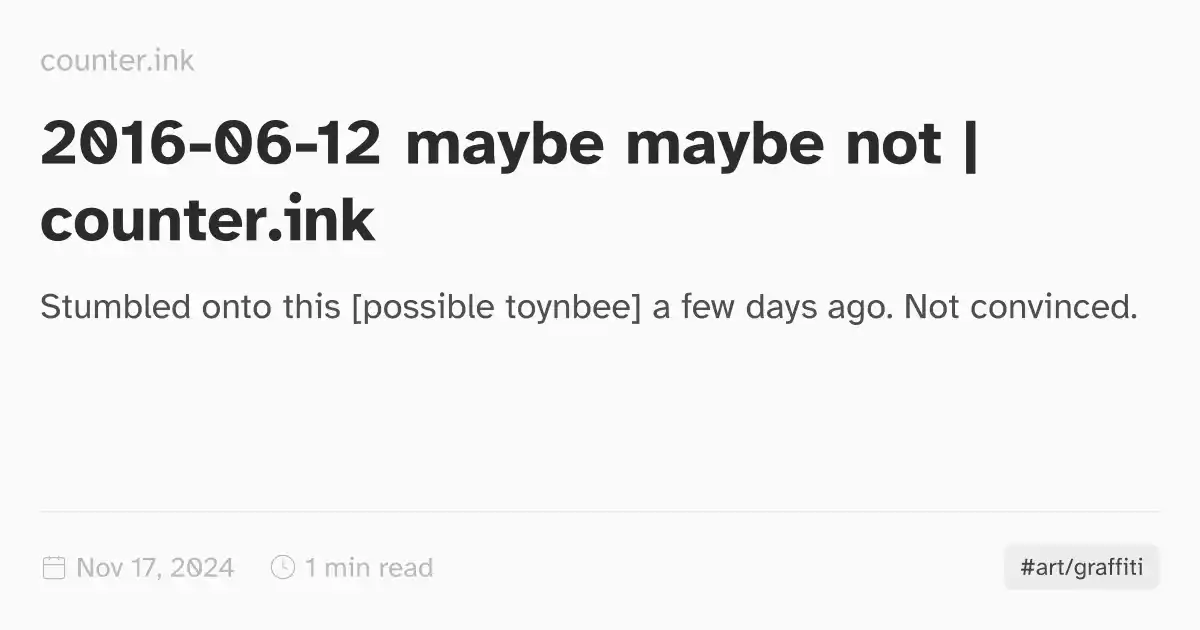 counter.ink
2016-06-12 maybe maybe not |
counter.ink
Stumbled onto this [possible toynbee] a few days ago. Not convinced.
Nov 17, 2024 1 min read
#art/graffiti